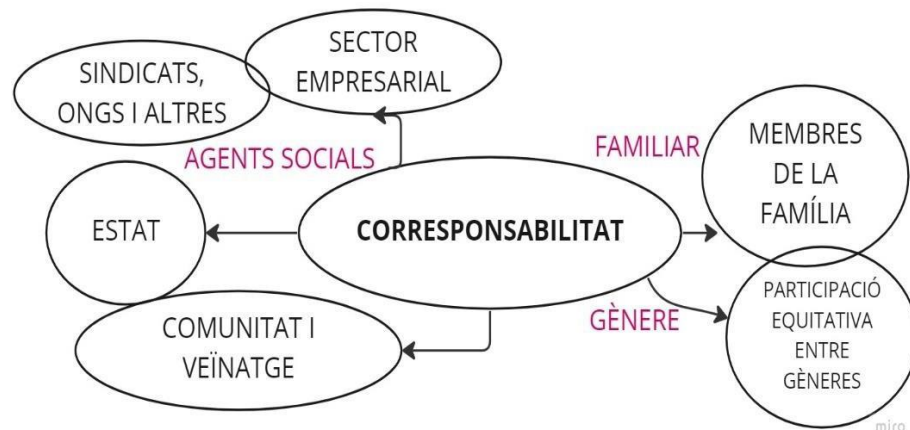 SECTOR
EMPRESARIAL
SINDICATS,
ONGS I ALTRES
AGENTS SOCIALS
FAMILIAR
MEMBRES
DE LA
FAMÍLIA
ESTAT
CORRESPONSABILITAT
GÈNERE
PARTICIPACIÓ
EQUITATIVA
ENTRE
GÈNERES
COMUNITAT I
VEÏNATGE
miro